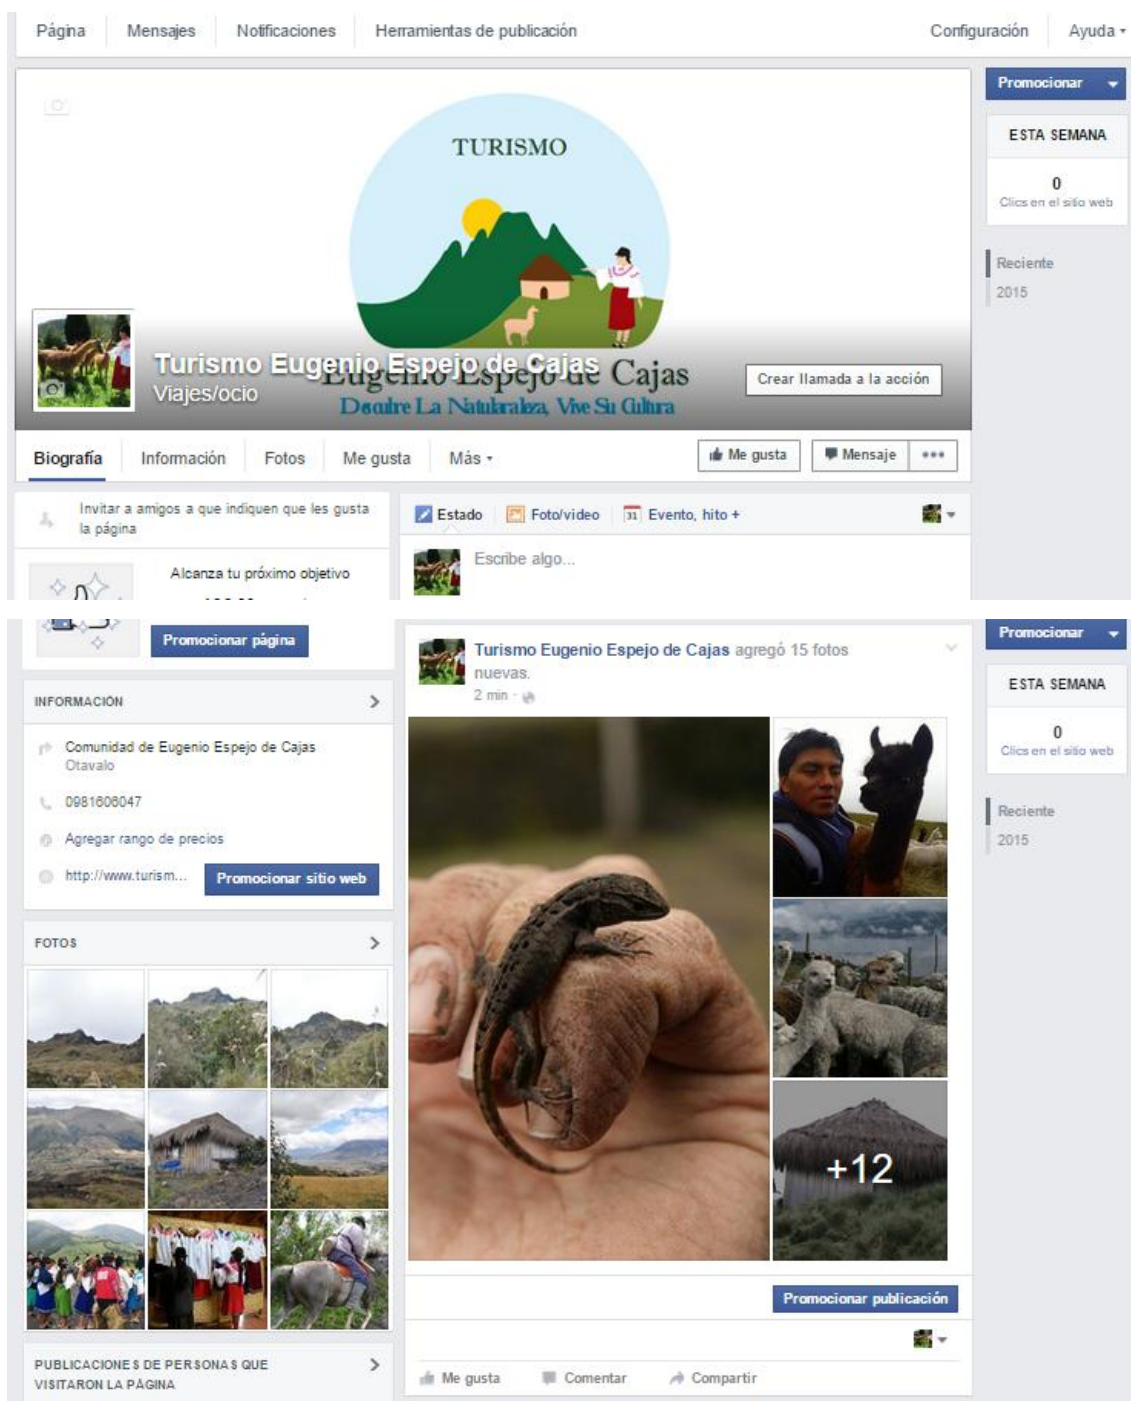 Página Mensajes Notificaciones Herramientas de publicación Configuración Ayuda
Promocionar
ESTA SEMANA
0
Clics en el sitio web
Reciente
2015
TURISMO
Eugenio Espejo de Cajas
Turismo Eugenio Espejo de Cajas
Viajes/ocio
La Naturaleza, Vive Su Cultura
Crear llamada a la acción
Biografía Información Fotos Me gusta Más
Me gusta Mensaje
Invitar a amigos a que indiquen que les gusta
la página
Alcanza tu próximo objetivo
Estado Foto/video 31 Evento, hito +
Escribe algo...
Promocionar página
INFORMACIÓN
Comunidad de Eugenio Espejo de Cajas
Otavalo
0981606047
Agregar rango de precios
http://www.turism... Promocionar sitio web
FOTOS
PUBLICACIONES DE PERSONAS QUE
VISITARON LA PÁGINA
Turismo Eugenio Espejo de Cajas agregó 15 fotos
nuevas.
2 min
+12
Promocionar publicación
Me gusta Comentar Compartir
Promocionar
ESTA SEMANA
0
Clics en el sitio web
Reciente
2015